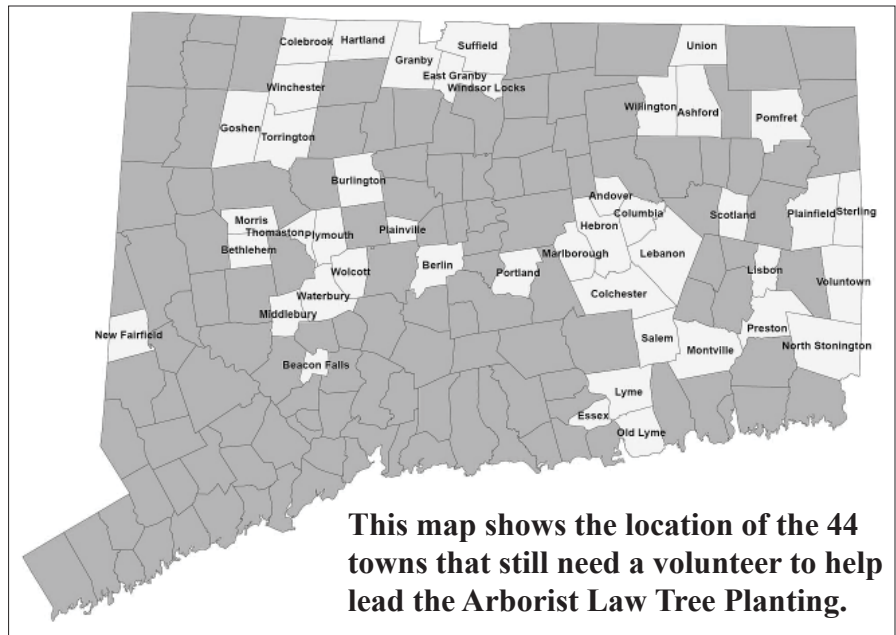 Colebrook
Hartland
Suffield
Union
Granby
East Granby
Winchester
Windsor Locks
Willington
Ashford
Pomfret
Goshen
Torrington
Burlington
Andover
Morris
Columbia
Scotland
Plainfield
Sterling
Thomaston
Plymouth
Plainville
Hebron
Bethlehem
Marlborough
Lebanon
Berlin
Wolcott
Portland
Lisbon
Voluntown
Waterbury
Colchester
Middlebury
New Fairfield
Preston
Salem
Montville
North Stonington
Beacon Falls
Lyme
Essex
Old Lyme
This map shows the location of the 44
towns that still need a volunteer to help
lead the Arborist Law Tree Planting.